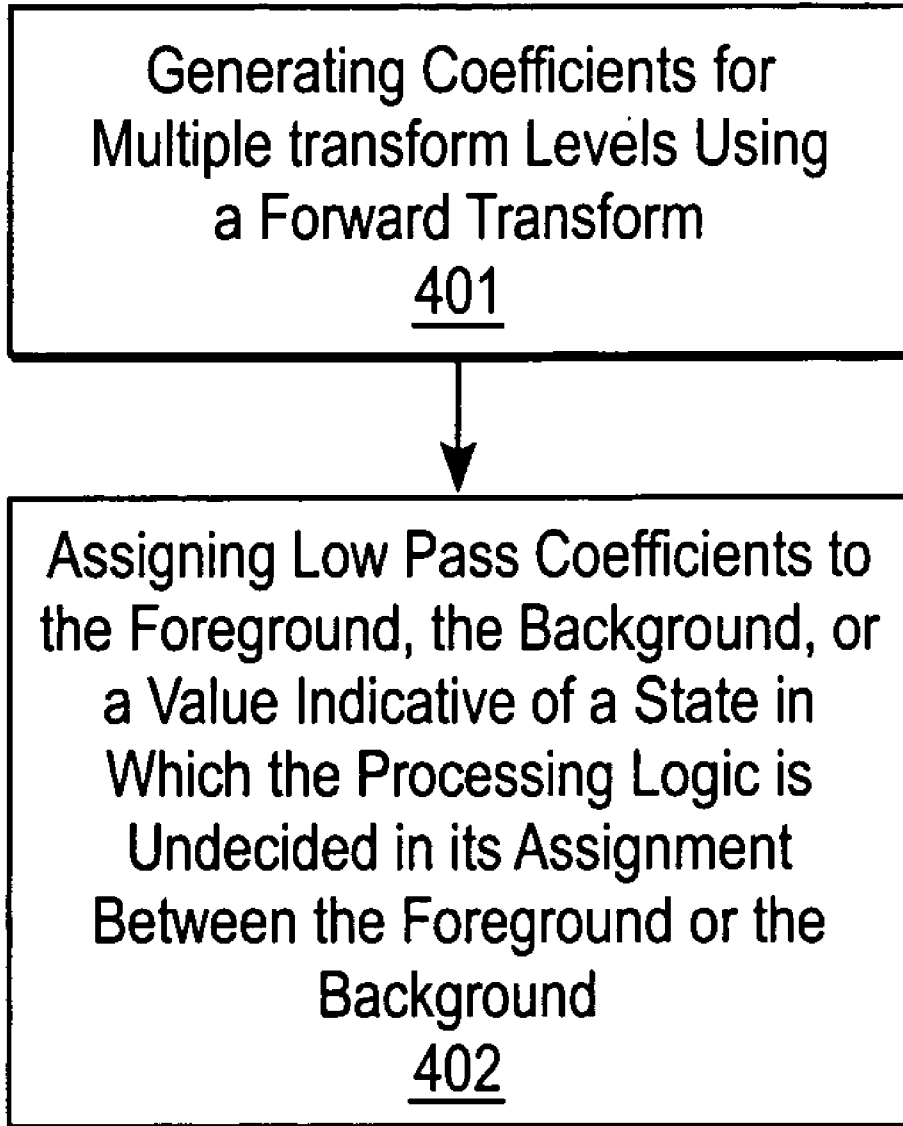 Generating Coefficients for
Multiple transform Levels Using
a Forward Transform
401
Assigning Low Pass Coefficients to
the Foreground, the Background, or
a Value Indicative of a State in
Which the Processing Logic is
Undecided in its Assignment
Between the Foreground or the
Background
402